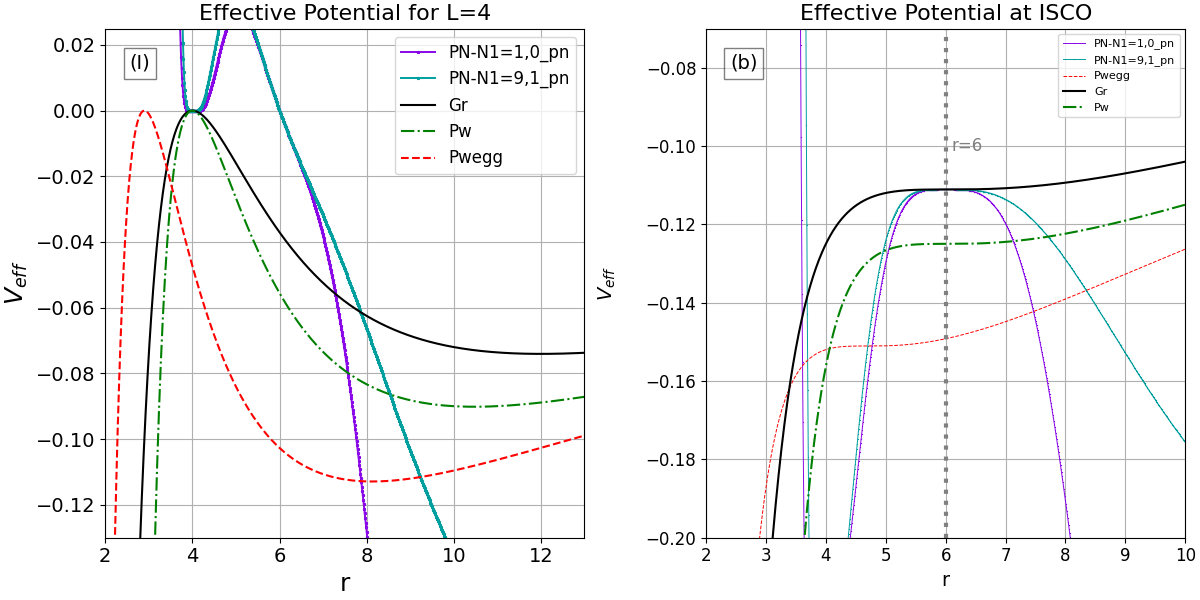 Effective Potential for L=4
(I)
PN-N1=1,0_pn
PN-N1=9,1_pn
Gr
Pw
Pwegg
0.02
0.00
−0.02
−0.04
−0.06
−0.08
−0.10
−0.12
V_eff
2 4 6 8 10 12
r
Effective Potential at ISCO
(b)
PN-N1=1,0_pn
PN-N1=9,1_pn
Pwegg
Gr
Pw
r=6
−0.08
−0.10
−0.12
−0.14
−0.16
−0.18
−0.20
V_eff
2 3 4 5 6 7 8 9 10
r